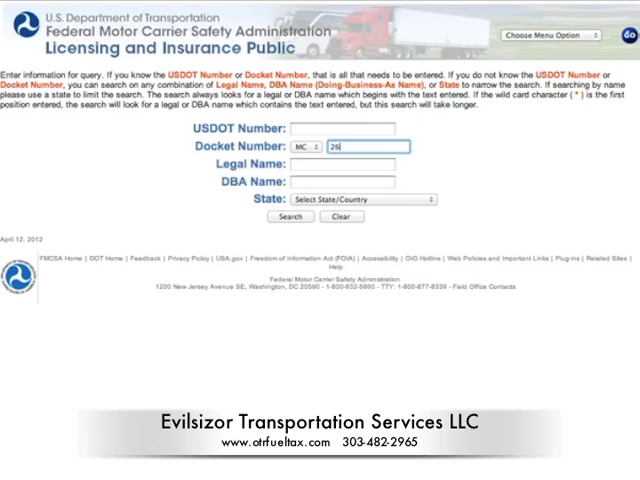 U.S. Department of Transportation
Federal Motor Carrier Safety Administration
Licensing and Insurance Public
Choose Menu Option
Go
Enter information for query. If you know the USDOT Number or Docket Number, that is all that needs to be entered. If you do not know the USDOT Number or
Docket Number, you can search on any combination of Legal Name, DBA Name (Doing-Business-As Name), or State to narrow the search. If searching by name
please use a state to limit the search. The search always looks for a legal or DBA name which begins with the text entered. If the wild card character ( * ) is the first
position entered, the search will look for a legal or DBA name which contains the text entered, but this search will take longer.
USDOT Number:
Docket Number: MC 26
Legal Name:
DBA Name:
State: Select State/Country
Search Clear
April 12, 2012
FMCSA Home | DOT Home | Feedback | Privacy Policy | USA.gov | Freedom of Information Act (FOIA) | Accessibility | OIG Hotline | Web Policies and Important Links | Plug-ins | Related Sites |
Help
Federal Motor Carrier Safety Administration
1200 New Jersey Avenue SE, Washington, DC 20590 - 1-800-832-5660 - TTY: 1-800-877-8339 - Field Office Contacts
Evilsizor Transportation Services LLC
www.otrfueltax.com 303-482-2965